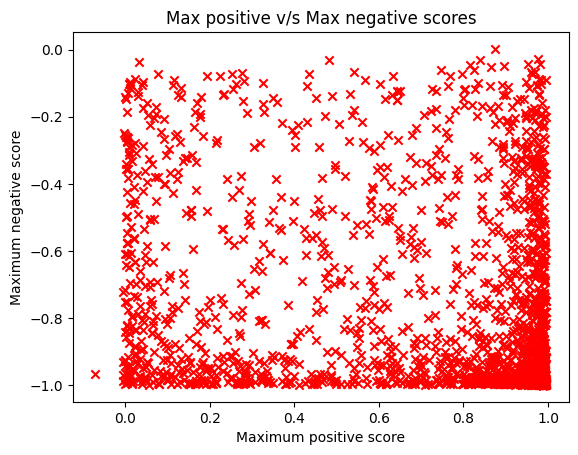 Max positive v/s Max negative scores
0.0
−0.2
−0.4
−0.6
−0.8
−1.0
Maximum negative score
0.0 0.2 0.4 0.6 0.8 1.0
Maximum positive score